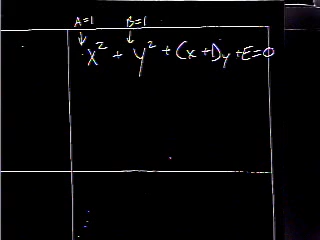 A=1 B=1
x² + y² + Cx + Dy + E = 0